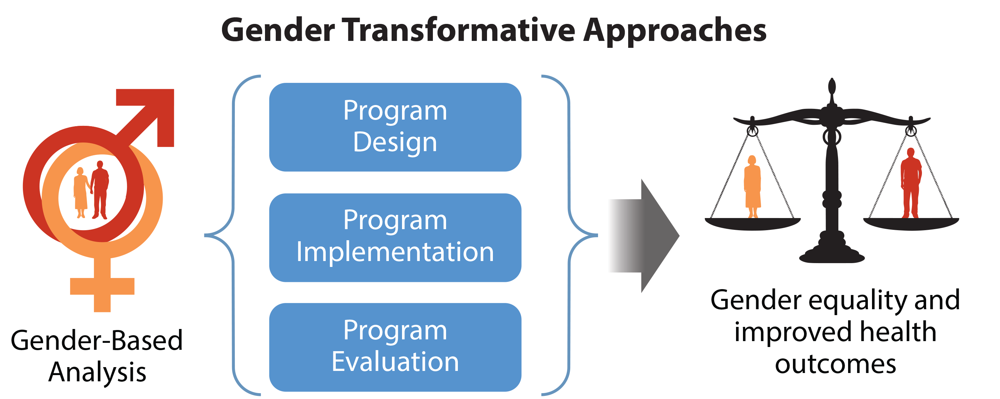 Gender Transformative Approaches
Gender-Based
Analysis
Program
Design
Program
Implementation
Program
Evaluation
Gender equality and
improved health
outcomes